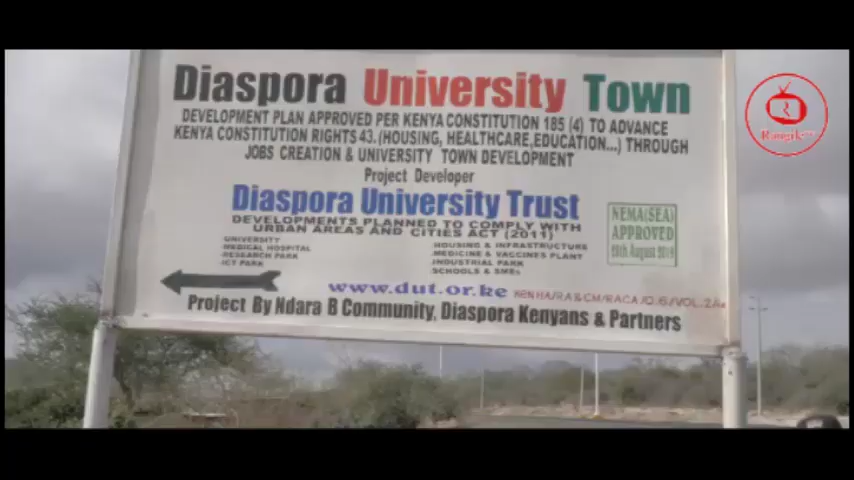 Diaspora University Town
DEVELOPMENT PLAN APPROVED PER KENYA CONSTITUTION 185 (4) TO ADVANCE
KENYA CONSTITUTION RIGHTS 43.(HOUSING, HEALTHCARE,EDUCATION...) THROUGH
JOBS CREATION & UNIVERSITY TOWN DEVELOPMENT
Project Developer
Diaspora University Trust
DEVELOPMENTS PLANNED TO COMPLY WITH
URBAN AREAS AND CITIES ACT (2011)
UNIVERSITY
MEDICAL HOSPITAL
RESEARCH PARK
ICT PARK
HOUSING & INFRASTRUCTURE
MEDICINE & VACCINES PLANT
INDUSTRIAL PARK
SCHOOLS & SMEs
NEMA(SEA)
APPROVED
August 2019
www.dut.or.ke
Project By Ndara B Community, Diaspora Kenyans & Partners
R